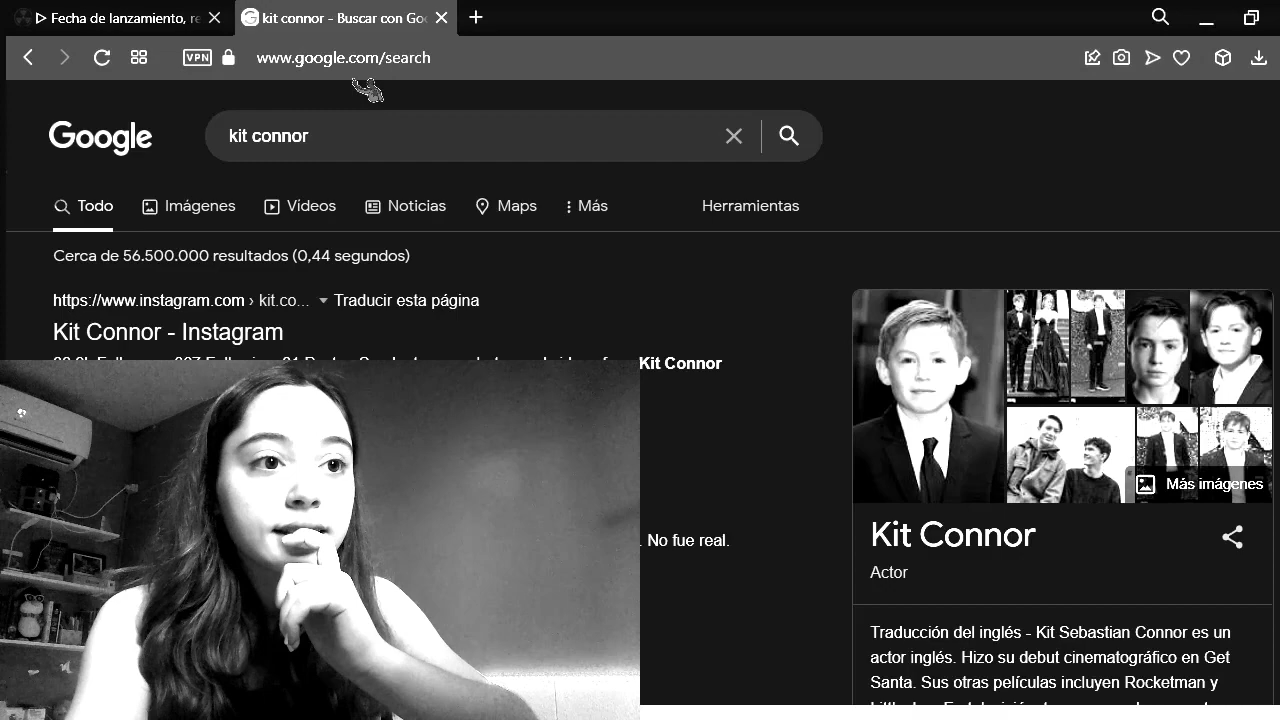 Fecha de lanzamiento, re
kit connor - Buscar con Goo
VPN
www.google.com/search
Google
kit connor
Todo
Imágenes
Vídeos
Noticias
Maps
Más
Herramientas
Cerca de 56.500.000 resultados (0,44 segundos)
https://www.instagram.com › kit.co... Traducir esta página
Kit Connor - Instagram
Kit Connor
. No fue real.
Más imágenes
Kit Connor
Actor
Traducción del inglés - Kit Sebastian Connor es un
actor inglés. Hizo su debut cinematográfico en Get
Santa. Sus otras películas incluyen Rocketman y